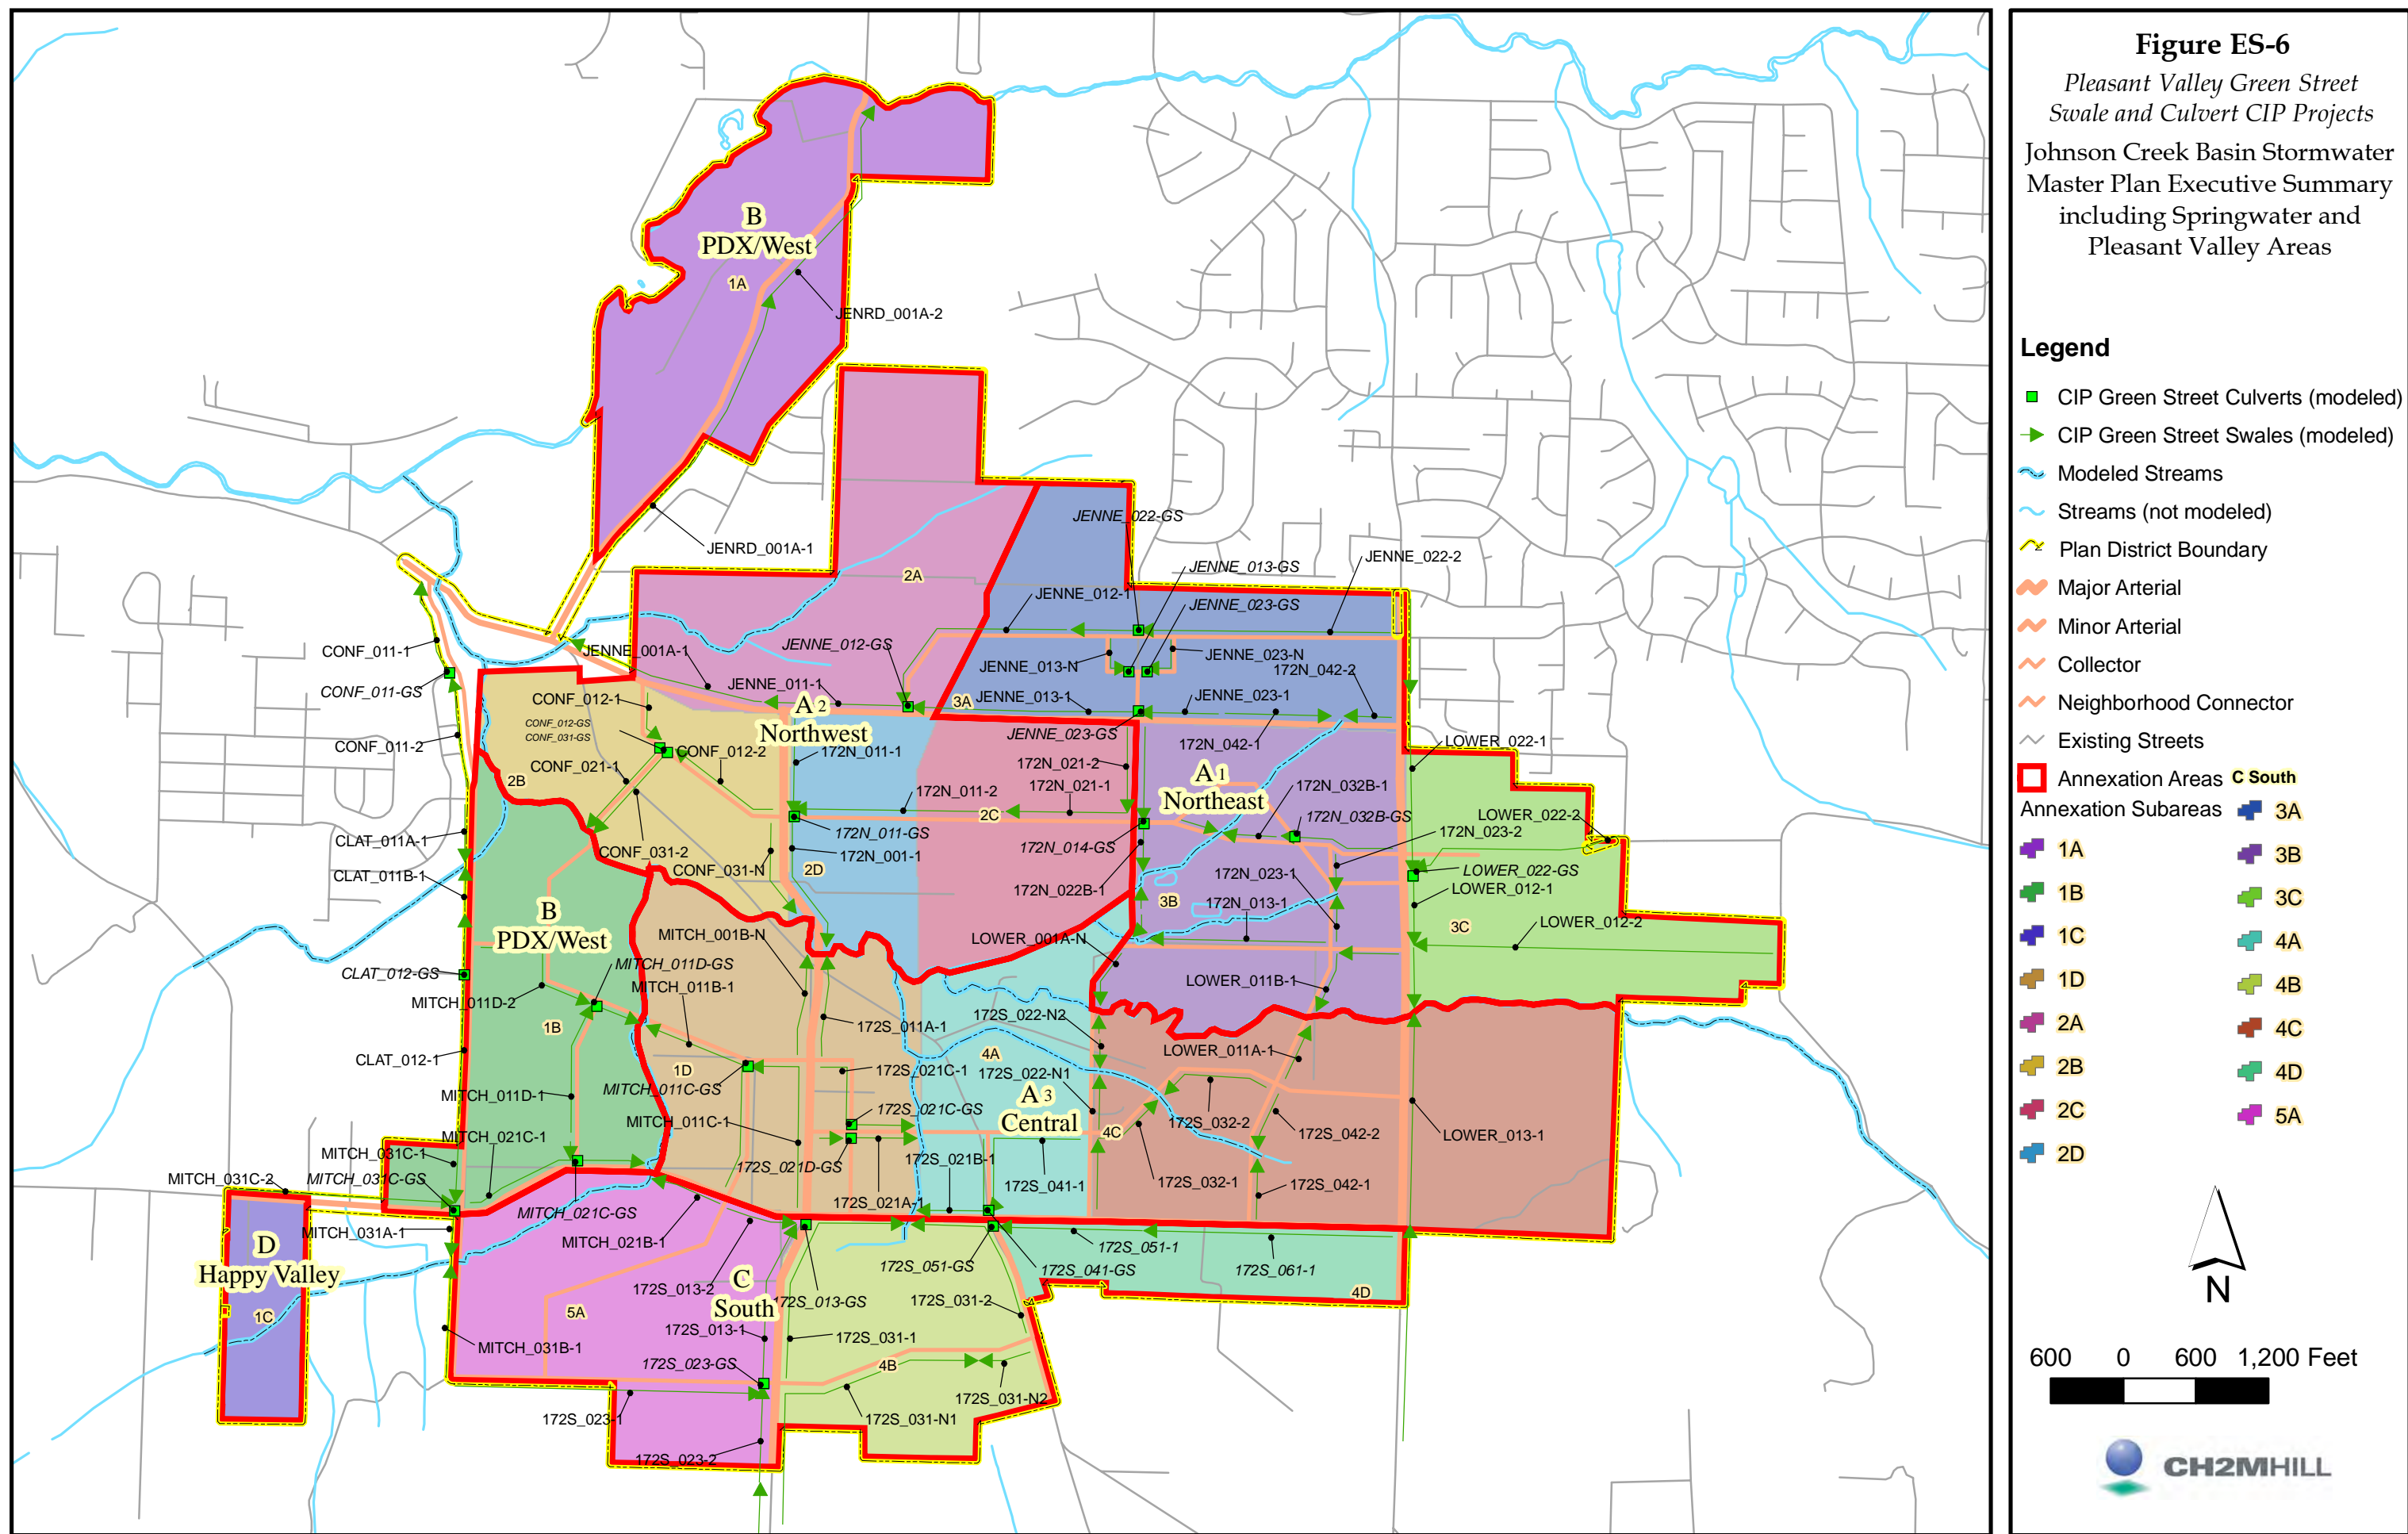 B
PDX/West
1A
JENRD_001A-2
JENRD_001A-1
JENNE_022-GS
2A
JENNE_013-GS
JENNE_022-2
JENNE_012-1
JENNE_023-GS
CONF_011-1
JENNE_001A-1
JENNE_012-GS
JENNE_013-N
JENNE_023-N
172N_042-2
CONF_011-GS
JENNE_011-1
CONF_012-1
A 2
Northwest
3A
JENNE_013-1
JENNE_023-1
CONF_012-GS
CONF_031-GS
JENNE_023-GS
172N_042-1
LOWER_022-1
CONF_011-2
CONF_012-2
172N_011-1
CONF_021-1
2B
172N_021-2
A 1
Northeast
172N_021-1
172N_032B-1
172N_011-2
2C
172N_032B-GS
LOWER_022-2
172N_011-GS
172N_023-2
CLAT_011A-1
CONF_031-2
172N_001-1
172N_014-GS
CLAT_011B-1
CONF_031-N
2D
172N_022B-1
172N_023-1
LOWER_022-GS
LOWER_012-1
3B
172N_013-1
B
PDX/West
MITCH_001B-N
LOWER_001A-N
3C
LOWER_012-2
CLAT_012-GS
MITCH_011D-GS
MITCH_011B-1
LOWER_011B-1
MITCH_011D-2
1B
172S_011A-1
172S_022-N2
CLAT_012-1
1D
4A
LOWER_011A-1
172S_021C-1
172S_022-N1
MITCH_011C-GS
MITCH_011D-1
A 3
Central
172S_021C-GS
MITCH_011C-1
4C
172S_032-2
172S_042-2
LOWER_013-1
MITCH_021C-1
MITCH_031C-1
172S_021D-GS
172S_021B-1
MITCH_031C-2
MITCH_031C-GS
172S_041-1
172S_032-1
172S_042-1
172S_021A-1
MITCH_021C-GS
MITCH_031A-1
MITCH_021B-1
172S_051-1
D
Happy Valley
172S_051-GS
172S_041-GS
172S_061-1
C
South
172S_013-2
172S_013-GS
172S_031-2
4D
1C
5A
172S_013-1
172S_031-1
MITCH_031B-1
172S_023-GS
4B
172S_031-N2
172S_023-1
172S_031-N1
172S_023-2
Figure ES-6
Pleasant Valley Green Street
Swale and Culvert CIP Projects
Johnson Creek Basin Stormwater
Master Plan Executive Summary
including Springwater and
Pleasant Valley Areas
Legend
CIP Green Street Culverts (modeled)
CIP Green Street Swales (modeled)
Modeled Streams
Streams (not modeled)
Plan District Boundary
Major Arterial
Minor Arterial
Collector
Neighborhood Connector
Existing Streets
Annexation Areas C South
Annexation Subareas
1A
1B
1C
1D
2A
2B
2C
2D
3A
3B
3C
4A
4B
4C
4D
5A
N
600 0 600 1,200 Feet
CH2MHILL